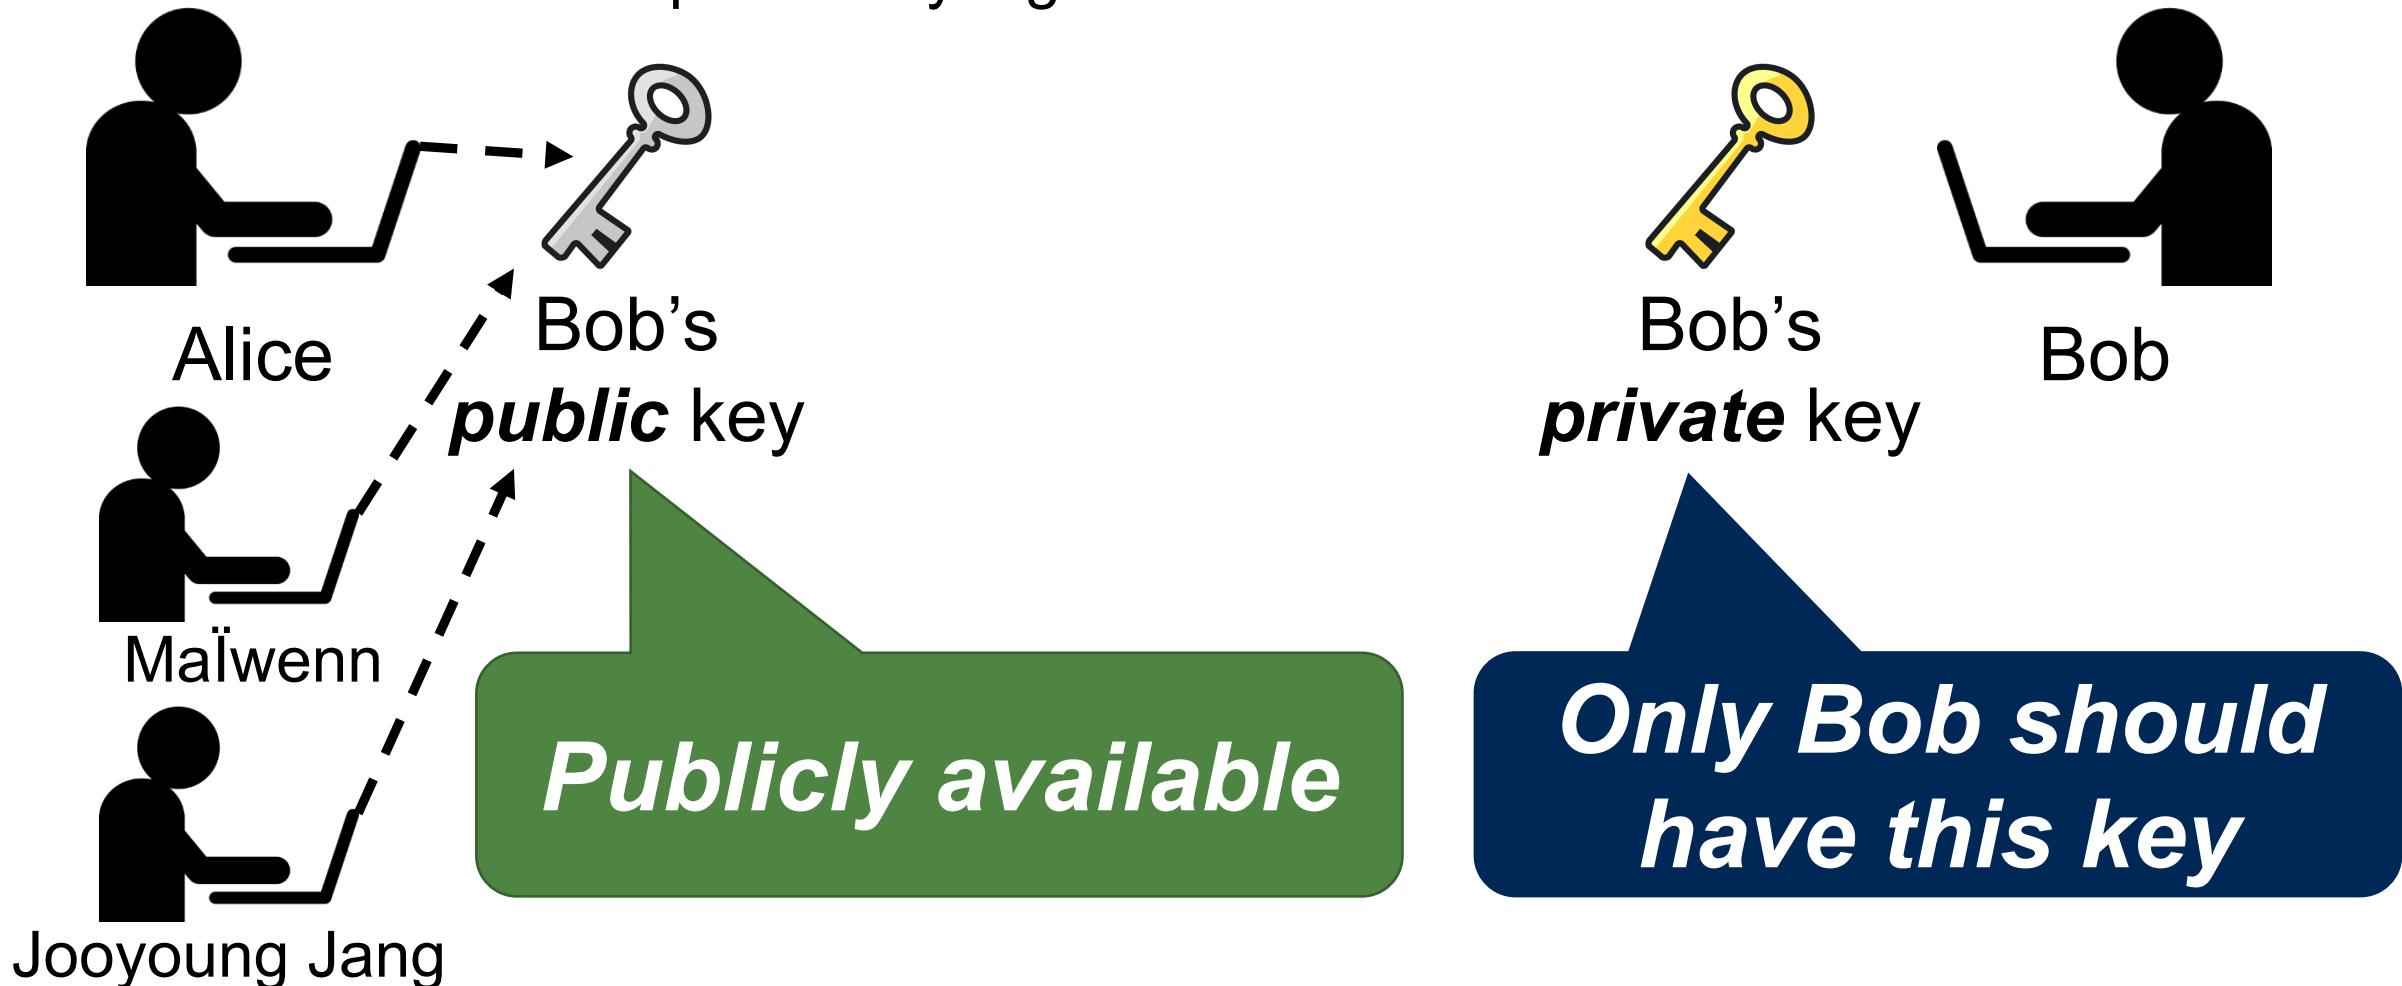 Alice
Bob’s
public key
Bob’s
private key
Bob
MaÏwenn
Publicly available
Only Bob should
have this key
Jooyoung Jang